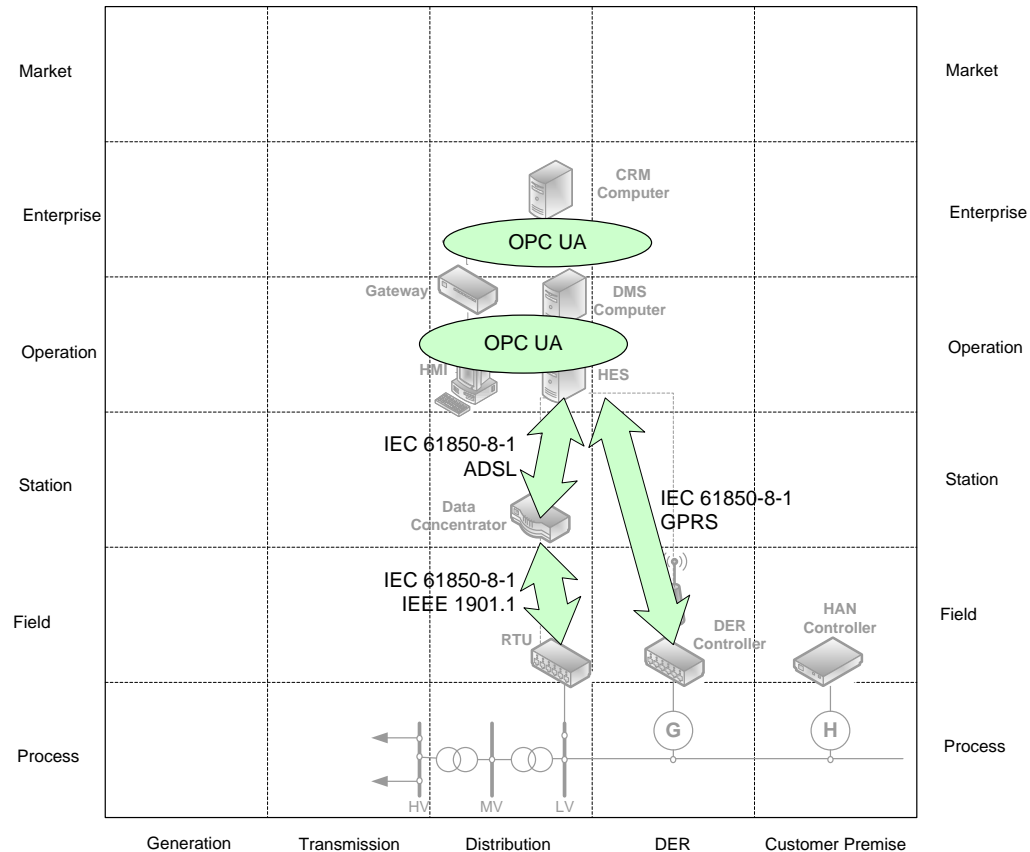 Market
Market
CRM
Computer
Enterprise
Enterprise
OPC UA
Gateway
DMS
Computer
Operation
OPC UA
Operation
HMI
HES
IEC 61850-8-1
ADSL
Station
Station
IEC 61850-8-1
GPRS
Data
Concentrator
IEC 61850-8-1
IEEE 1901.1
Field
Field
HAN
Controller
DER
Controller
RTU
G
H
Process
Process
HV
MV
LV
Generation
Transmission
Distribution
DER
Customer Premise